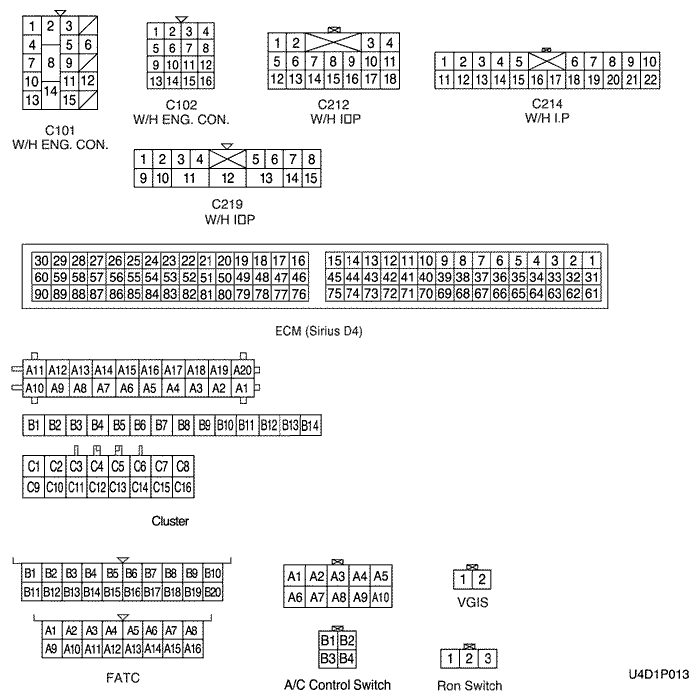 1 2 3
4 5 6
7 8 9
10 11 12
13 14 15
C101
W/H ENG. CON.
1 2 3 4
5 6 7 8
9 10 11 12
13 14 15 16
C102
W/H ENG. CON.
1 2 3 4
5 6 7 8 9 10 11
12 13 14 15 16 17 18
C212
W/H I□P
1 2 3 4 5 6 7 8 9 10
11 12 13 14 15 16 17 18 19 20 21 22
C214
W/H I.P
1 2 3 4 5 6 7 8
9 10 11 12 13 14 15
C219
W/H I□P
30 29 28 27 26 25 24 23 22 21 20 19 18 17 16 15 14 13 12 11 10 9 8 7 6 5 4 3 2 1
60 59 58 57 56 55 54 53 52 51 50 49 48 47 46 45 44 43 42 41 40 39 38 37 36 35 34 33 32 31
90 89 88 87 86 85 84 83 82 81 80 79 78 77 76 75 74 73 72 71 70 69 68 67 66 65 64 63 62 61
ECM (Sirius D4)
A11 A12 A13 A14 A15 A16 A17 A18 A19 A20
A10 A9 A8 A7 A6 A5 A4 A3 A2 A1
B1 B2 B3 B4 B5 B6 B7 B8 B9 B10 B11 B12 B13 B14
C1 C2 C3 C4 C5 C6 C7 C8
C9 C10 C11 C12 C13 C14 C15 C16
Cluster
B1 B2 B3 B4 B5 B6 B7 B8 B9 B10
B11 B12 B13 B14 B15 B16 B17 B18 B19 B20
A1 A2 A3 A4 A5 A6 A7 A8
A9 A10 A11 A12 A13 A14 A15 A16
FATC
A1 A2 A3 A4 A5
A6 A7 A8 A9 A10
B1 B2
B3 B4
A/C Control Switch
1 2
VGIS
1 2 3
Ron Switch
U4D1P013